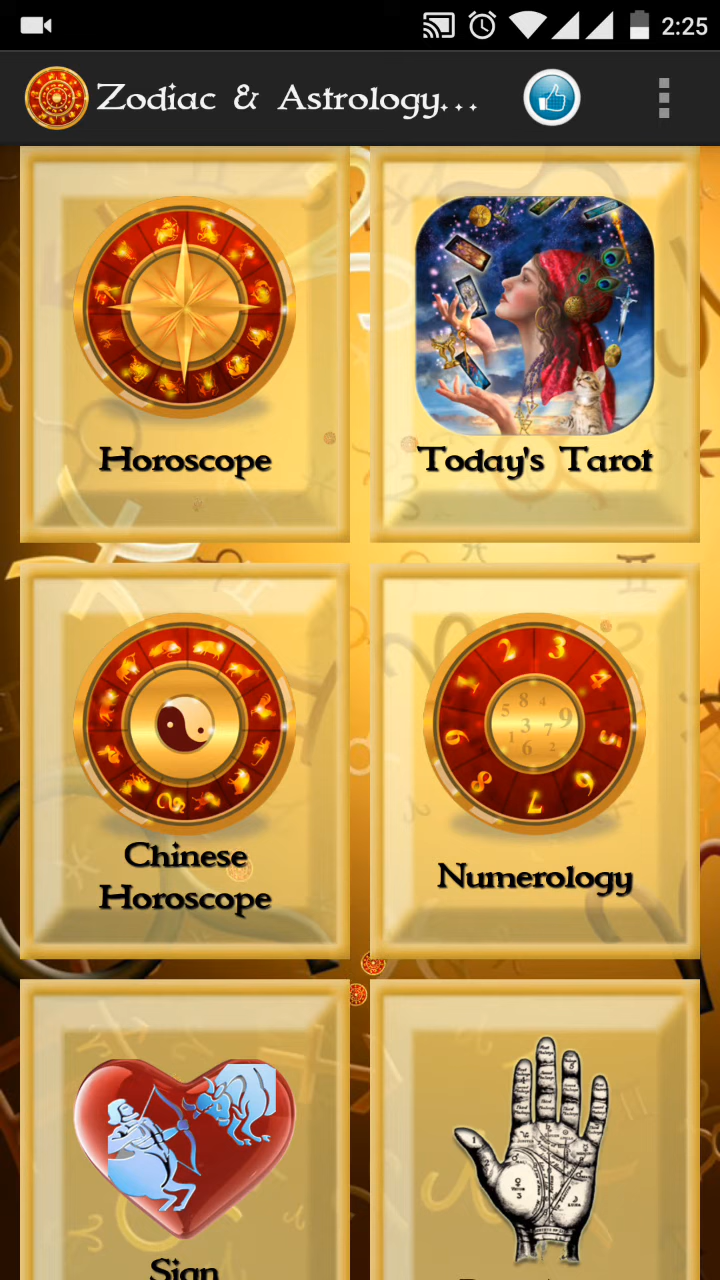 2:25
Zodiac & Astrology...
Horoscope
Today's Tarot
Chinese
Horoscope
Numerology
Sign